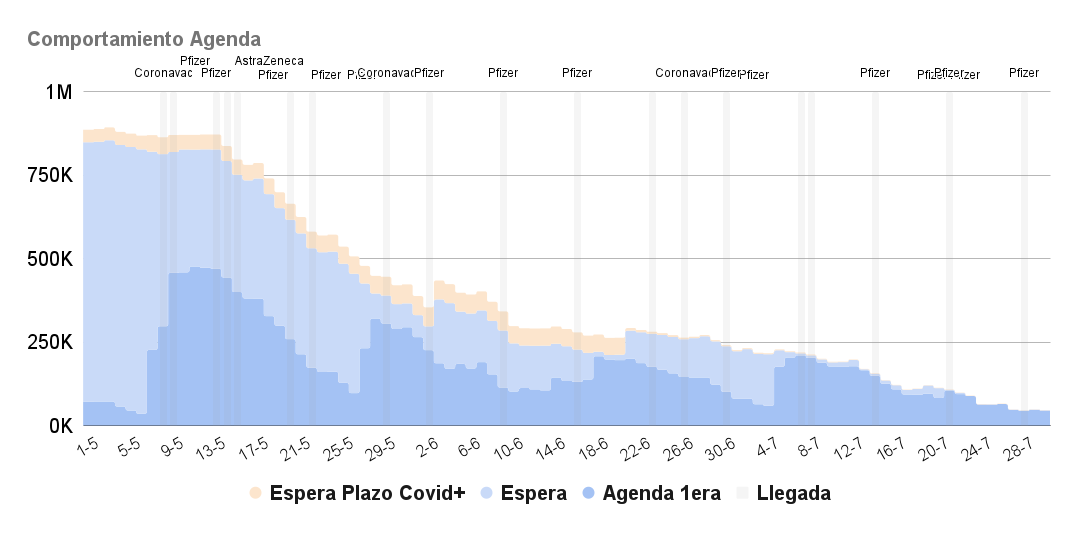 Comportamiento Agenda
Pfizer AstraZeneca
Coronavac Pfizer Pfizer Pfizer Coronavac Pfizer Pfizer Pfizer Coronavac Pfizer Pfizer Pfizer Pfizer Pfizer
1M
750K
500K
250K
0K
1-5 5-5 9-5 13-5 17-5 21-5 25-5 29-5 2-6 6-6 10-6 14-6 18-6 22-6 26-6 30-6 4-7 8-7 12-7 16-7 20-7 24-7 28-7
Espera Plazo Covid+ Espera Agenda 1era Llegada